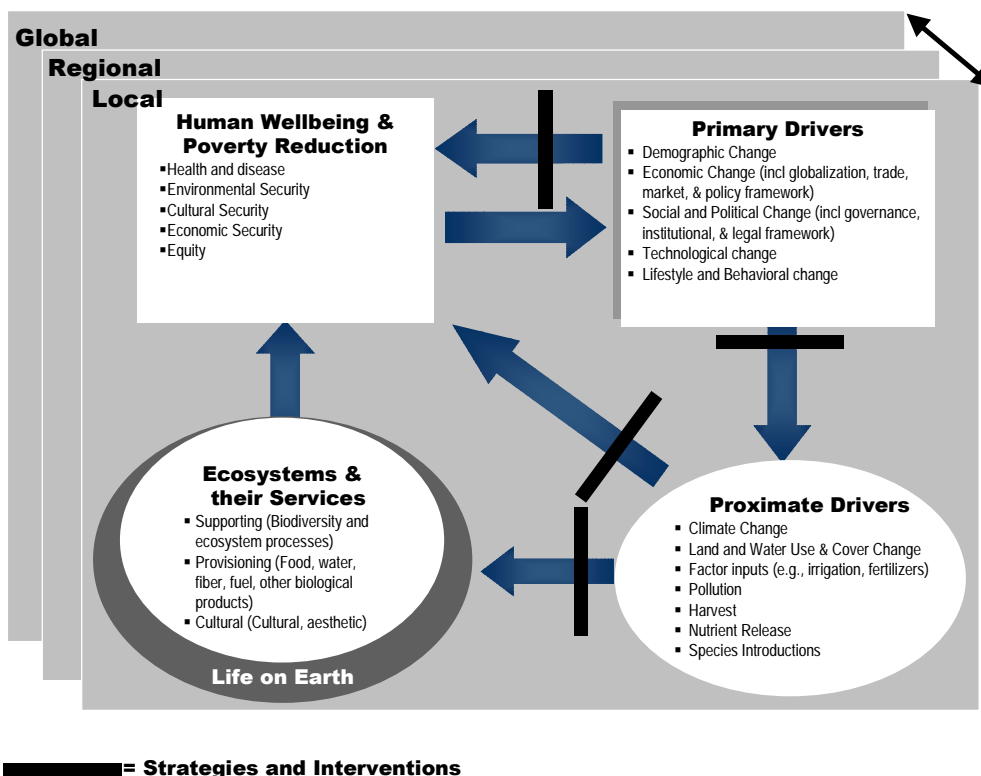 Global
Regional
Local
Human Wellbeing &
Poverty Reduction
▪Health and disease
▪Environmental Security
▪Cultural Security
▪Economic Security
▪Equity
Primary Drivers
▪ Demographic Change
▪ Economic Change (incl globalization, trade,
market, & policy framework)
▪ Social and Political Change (incl governance,
institutional, & legal framework)
▪ Technological change
▪ Lifestyle and Behavioral change
Ecosystems &
their Services
▪ Supporting (Biodiversity and
ecosystem processes)
▪ Provisioning (Food, water,
fiber, fuel, other biological
products)
▪ Cultural (Cultural, aesthetic)
Life on Earth
Proximate Drivers
▪ Climate Change
▪ Land and Water Use & Cover Change
▪ Factor inputs (e.g., irrigation, fertilizers)
▪ Pollution
▪ Harvest
▪ Nutrient Release
▪ Species Introductions
= Strategies and Interventions